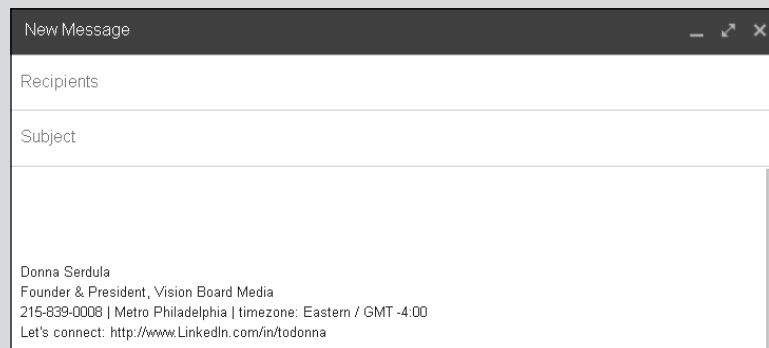 New Message
Recipients
Subject
Donna Serdula
Founder & President, Vision Board Media
215-839-0008 | Metro Philadelphia | timezone: Eastern / GMT -4:00
Let's connect: http://www.LinkedIn.com/in/todonna